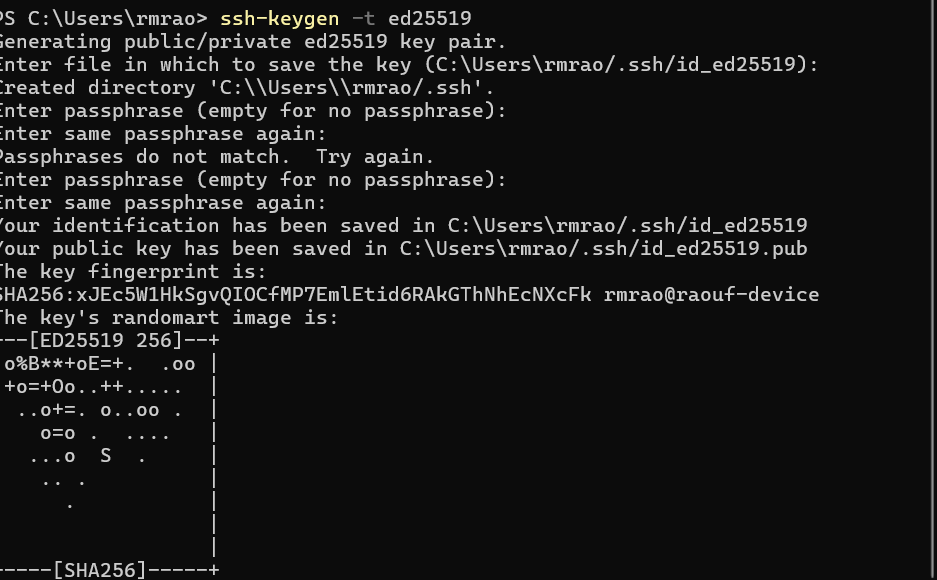 PS C:\Users\rmrao> ssh-keygen -t ed25519
Generating public/private ed25519 key pair.
Enter file in which to save the key (C:\Users\rmrao/.ssh/id_ed25519):
Created directory 'C:\\Users\\rmrao/.ssh'.
Enter passphrase (empty for no passphrase):
Enter same passphrase again:
Passphrases do not match.  Try again.
Enter passphrase (empty for no passphrase):
Enter same passphrase again:
Your identification has been saved in C:\Users\rmrao/.ssh/id_ed25519
Your public key has been saved in C:\Users\rmrao/.ssh/id_ed25519.pub
The key fingerprint is:
SHA256:xJEc5W1HkSgvQIOCfMP7EmlEtid6RAkGThNhEcNXcFk rmrao@raouf-device
The key's randomart image is:
---[ED25519 256]--+
o%B**+oE=+.  .oo |
+o=+Oo..++.....  |
 ..o+=. o..oo .  |
   o=o .  ....   |
  ...o  S  .     |
   .. .          |
     .           |
                 |
                 |
-----[SHA256]-----+